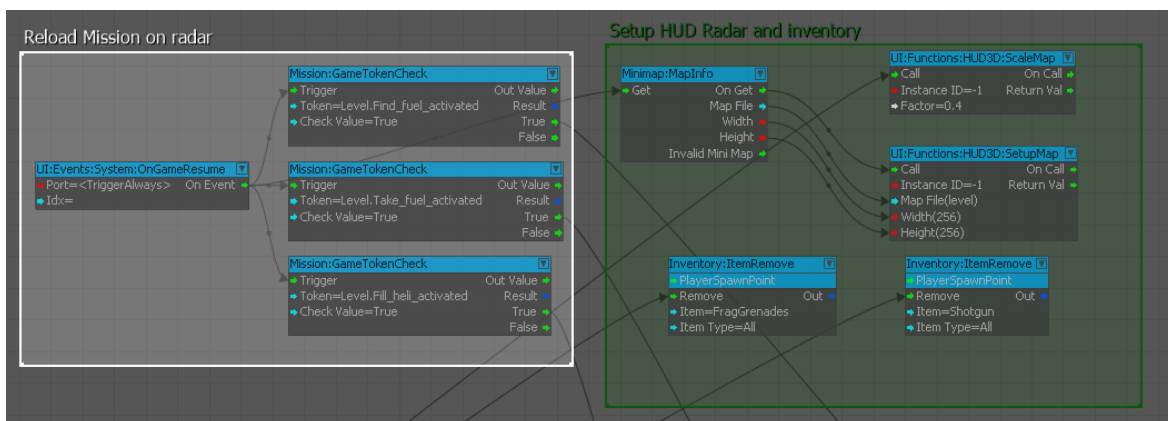 Reload Mission on radar
Mission:GameTokenCheck
Trigger Out Value
Token=Level.Find_fuel_activated Result
Check Value=True True
False
UI:Events:System:OnGameResume
Port=<TriggerAlways> On Event
Idx=
Mission:GameTokenCheck
Trigger Out Value
Token=Level.Take_fuel_activated Result
Check Value=True True
False
Mission:GameTokenCheck
Trigger Out Value
Token=Level.Fill_heli_activated Result
Check Value=True True
False
Setup HUD Radar and Inventory
Minimap:MapInfo
Get On Get
Map File
Width
Height
Invalid Mini Map
UI:Functions:HUD3D:ScaleMap
Call On Call
Instance ID=-1 Return Val
Factor=0.4
UI:Functions:HUD3D:SetupMap
Call On Call
Instance ID=-1 Return Val
Map File(level)
Width(256)
Height(256)
Inventory:ItemRemove
PlayerSpawnPoint
Remove Out
Item=FragGrenades
Item Type=All
Inventory:ItemRemove
PlayerSpawnPoint
Remove Out
Item=Shotgun
Item Type=All